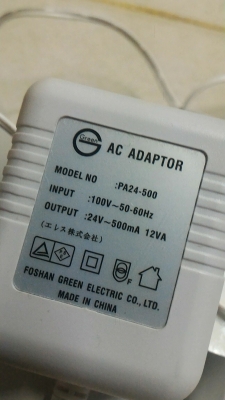 Green
AC ADAPTOR
MODEL NO :PA24-500
INPUT :100V~50-60Hz
OUTPUT :24V~500mA 12VA
(エレス株式会社)
F
FOSHAN GREEN ELECTRIC CO., LTD.
MADE IN CHINA